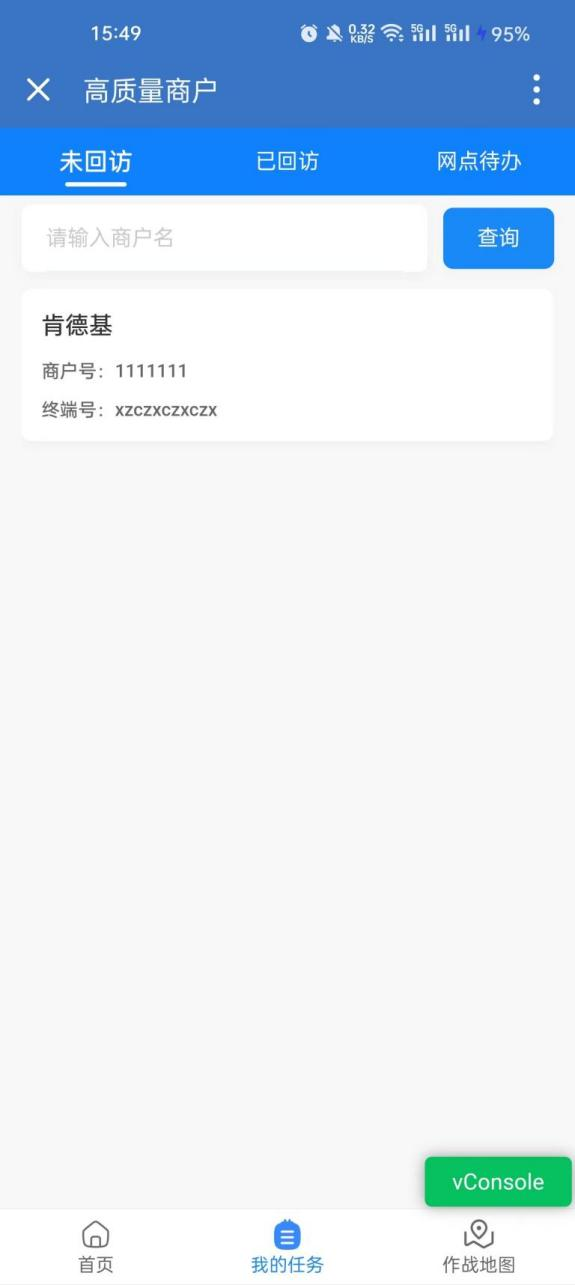 15:49
0.32 KB/S 5G 5G 95%
高质量商户
未回访 已回访 网点待办
请输入商户名 查询
肯德基
商户号：1111111
终端号：xzczxczxczx
vConsole
首页 我的任务 作战地图